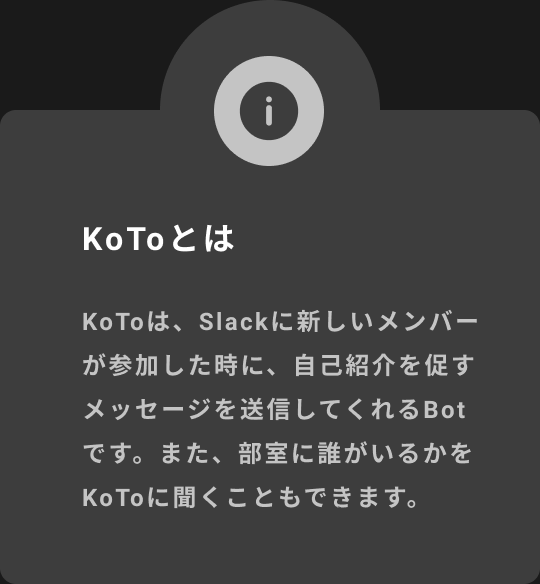 KoToとは
KoToは、Slackに新しいメンバー
が参加した時に、自己紹介を促す
メッセージを送信してくれるBot
です。また、部室に誰がいるかを
KoToに聞くこともできます。